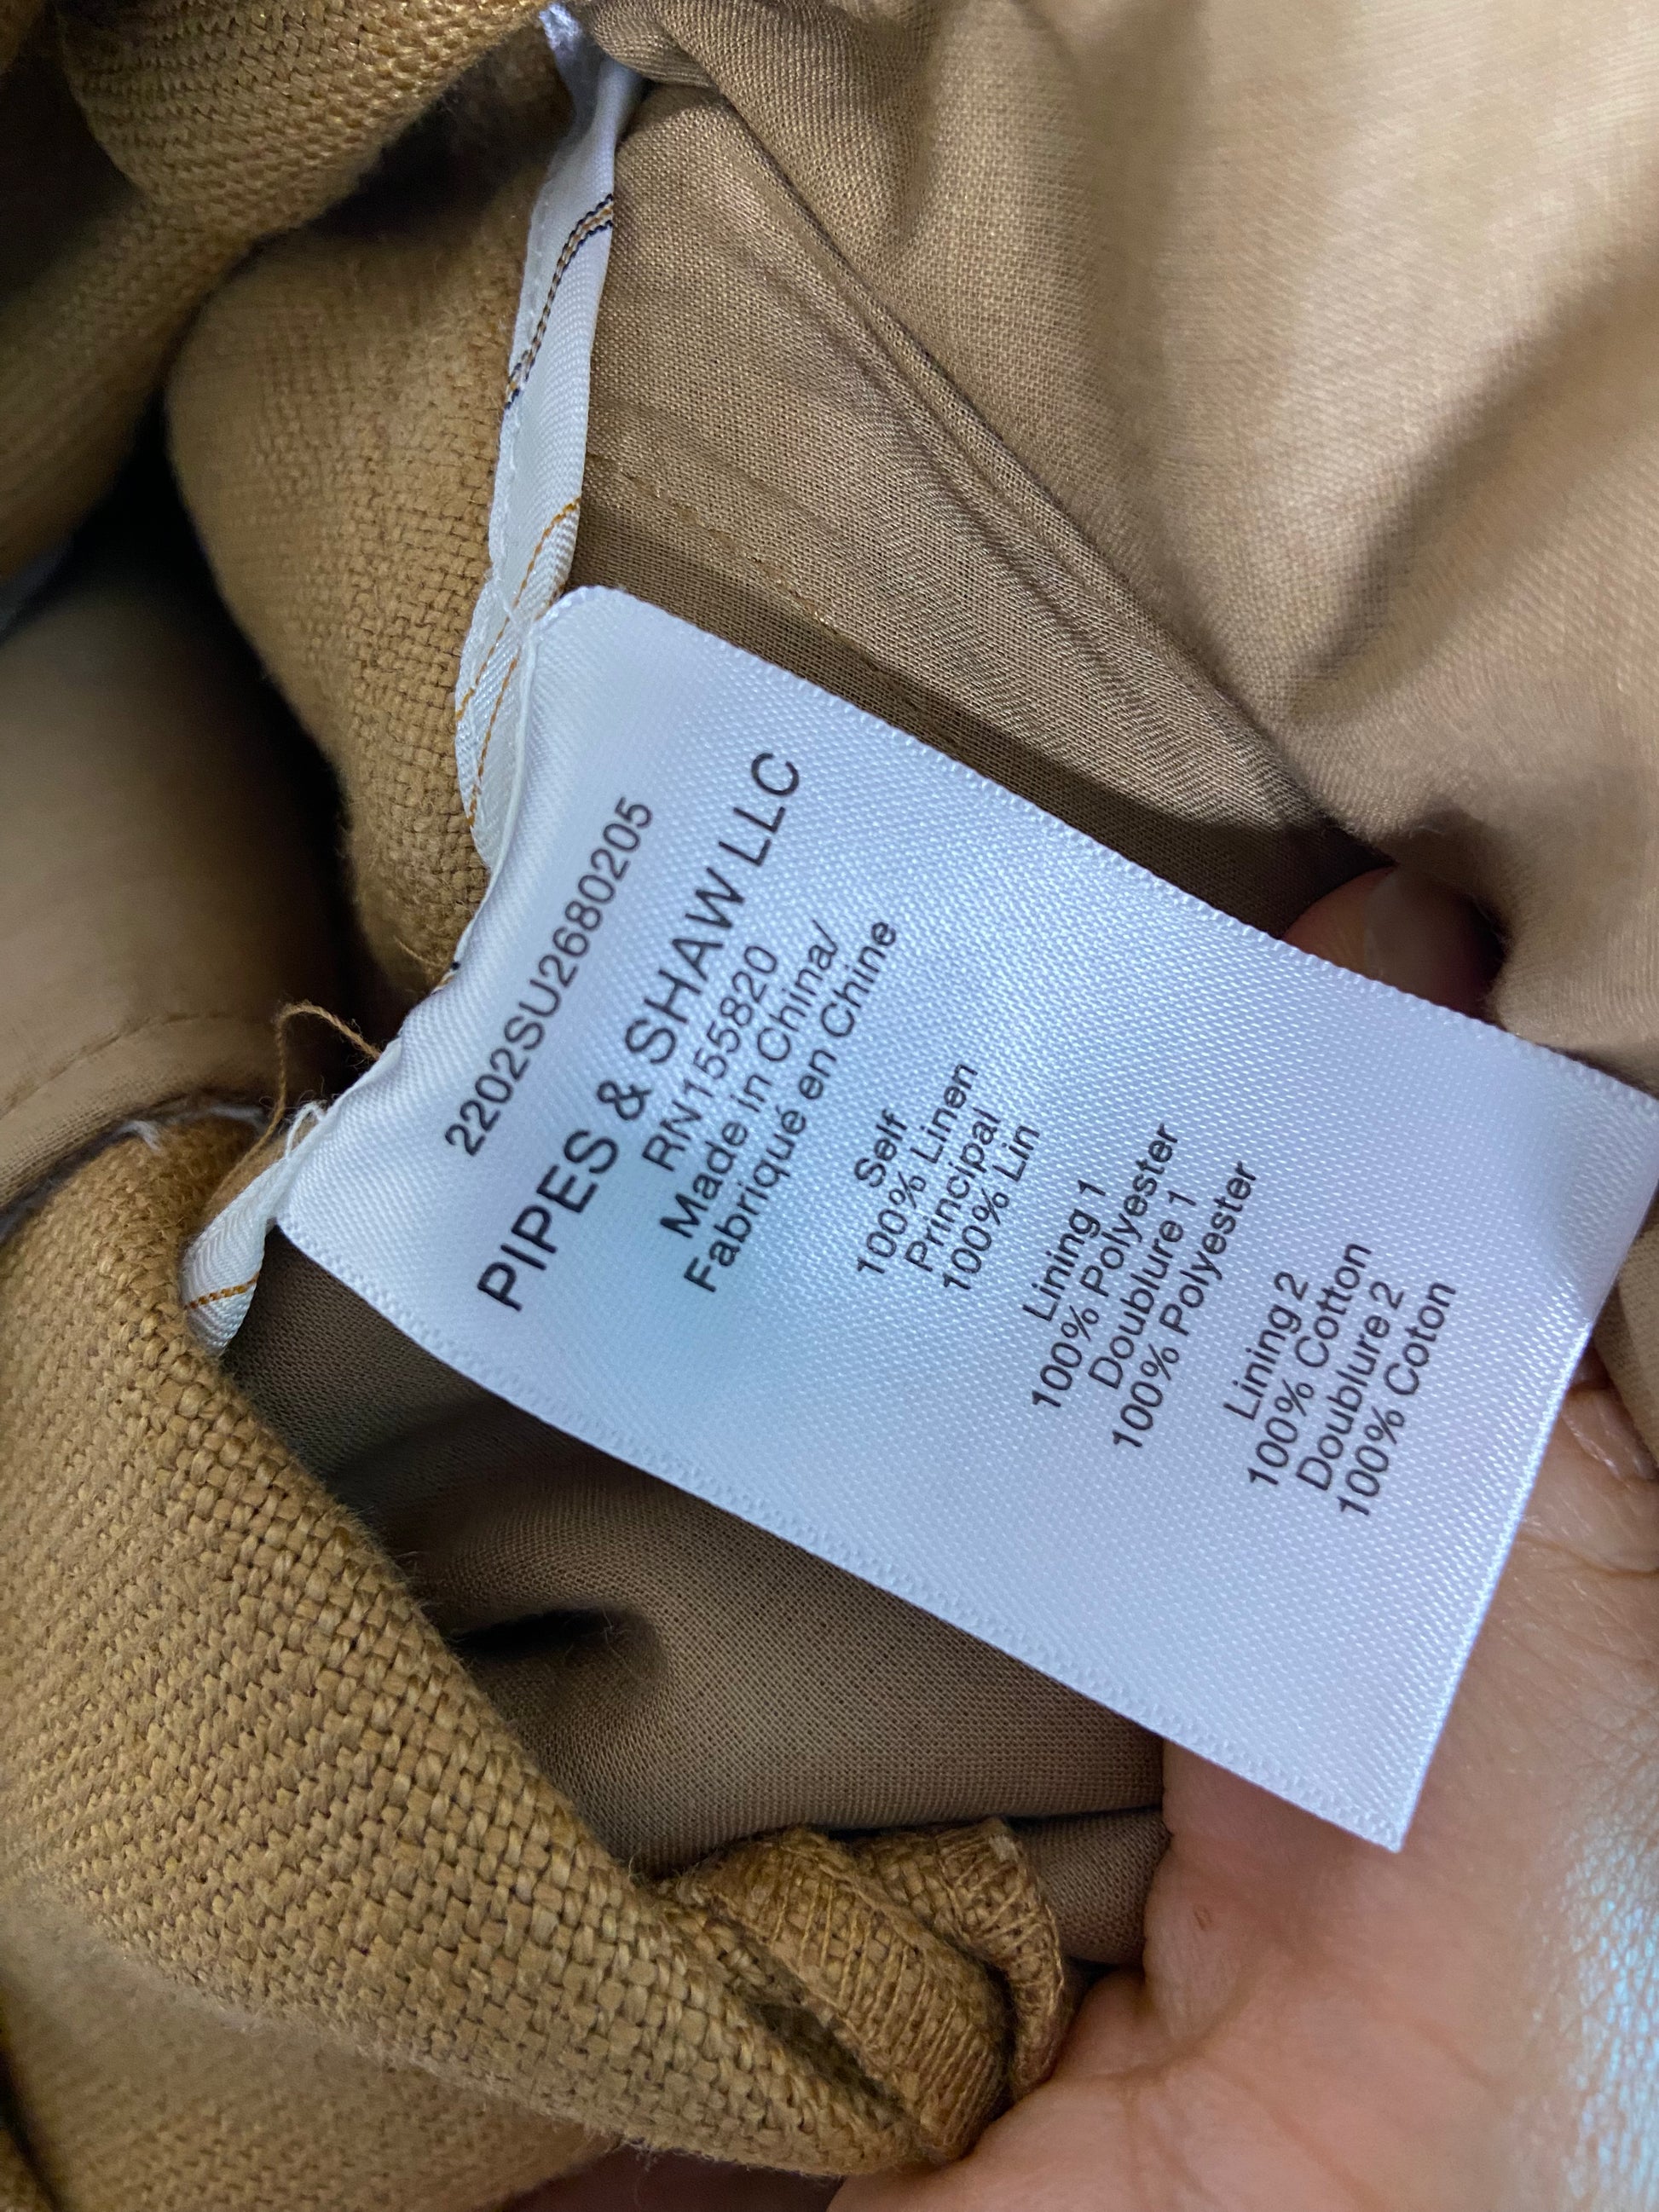 2202SU2680205
PIPES & SHAW LLC
RN155820
Made in China/
Fabriqué en Chine
Self
100% Linen
Principal
100% Lin
Lining 1
100% Polyester
Doublure 1
100% Polyester
Lining 2
100% Cotton
Doublure 2
100% Coton